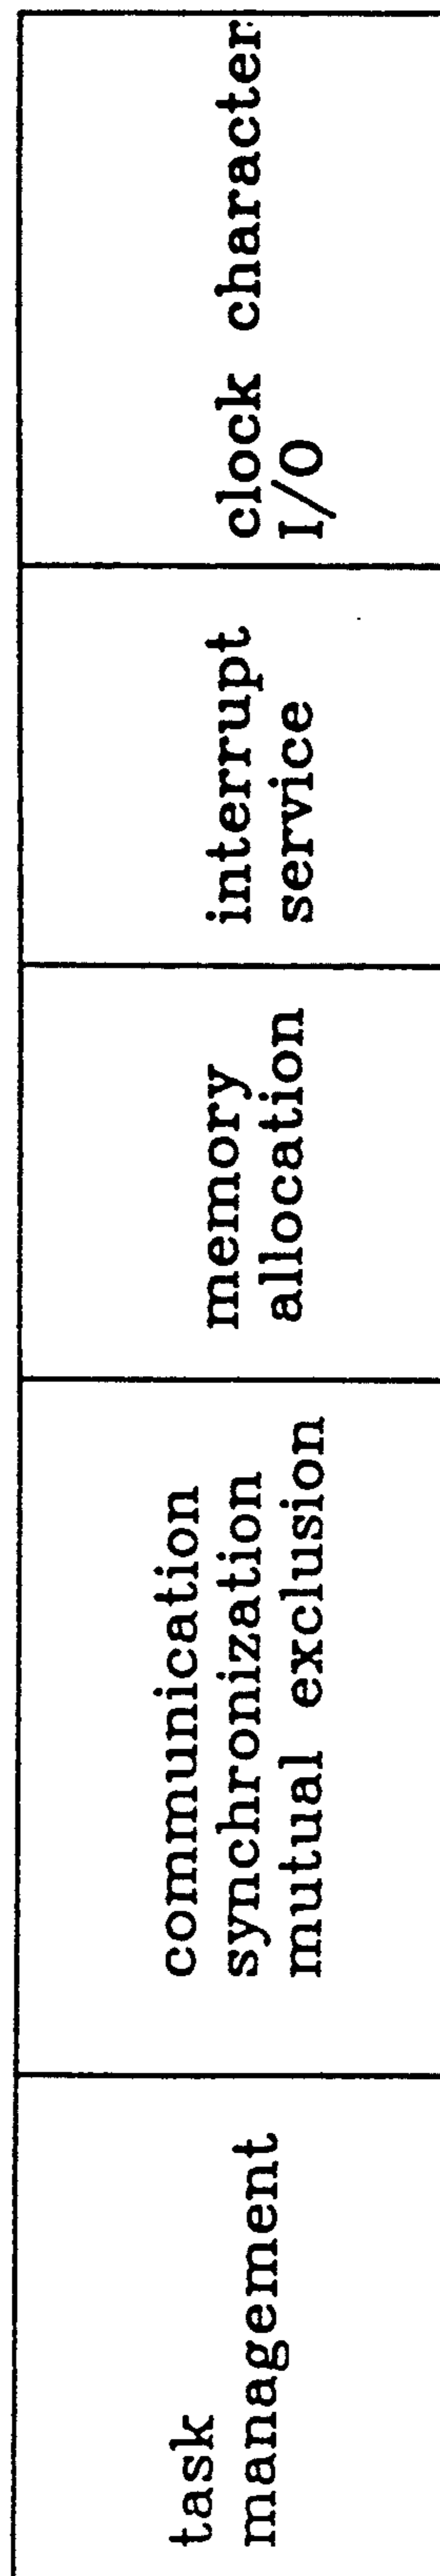 task
management
communication
synchronization
mutual exclusion
memory
allocation
interrupt
service
clock character
I/O